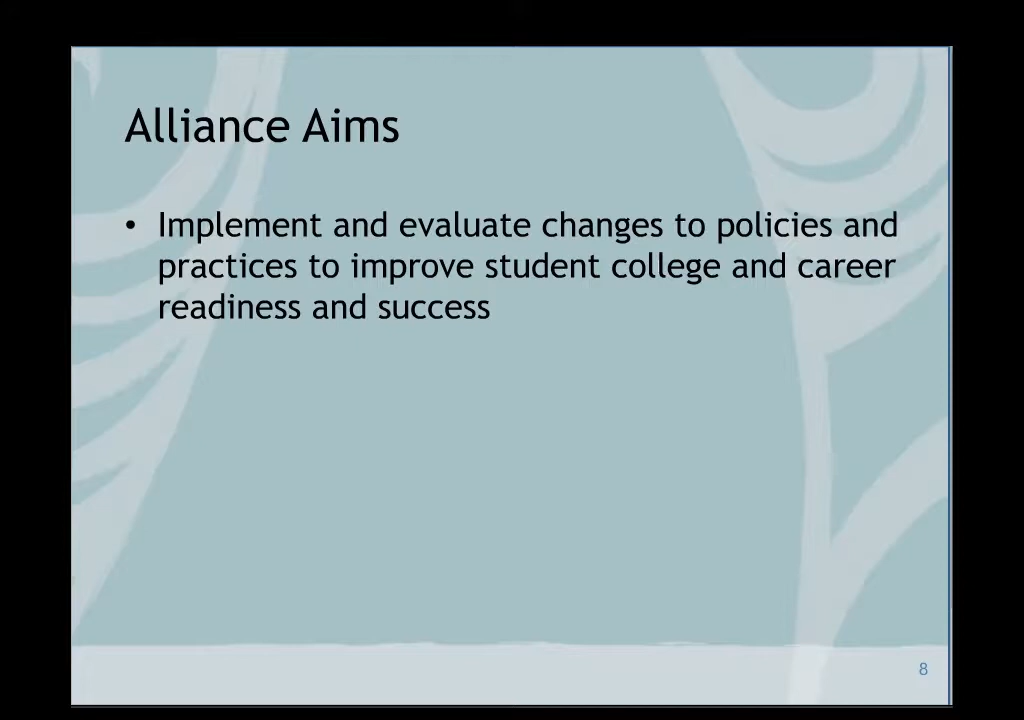 Alliance Aims
• Implement and evaluate changes to policies and
practices to improve student college and career
readiness and success
8